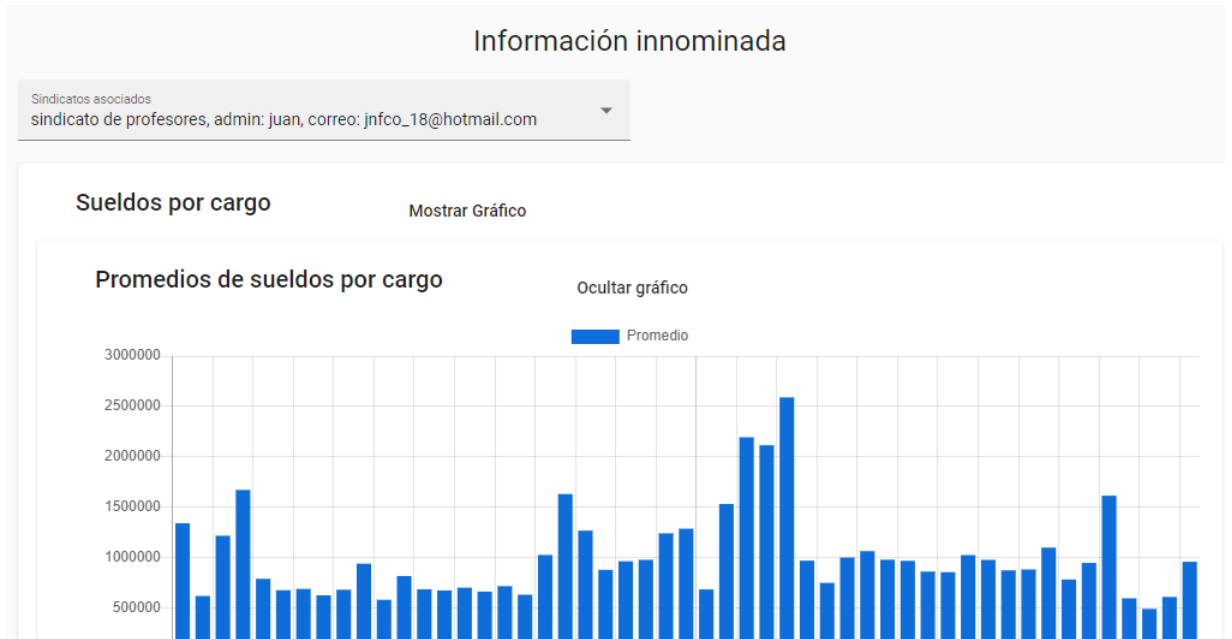 Información innominada
Sindicatos asociados
sindicato de profesores, admin: juan, correo: jnfco_18@hotmail.com
Sueldos por cargo
Mostrar Gráfico
Promedios de sueldos por cargo
Ocultar gráfico
Promedio
3000000
2500000
2000000
1500000
1000000
500000